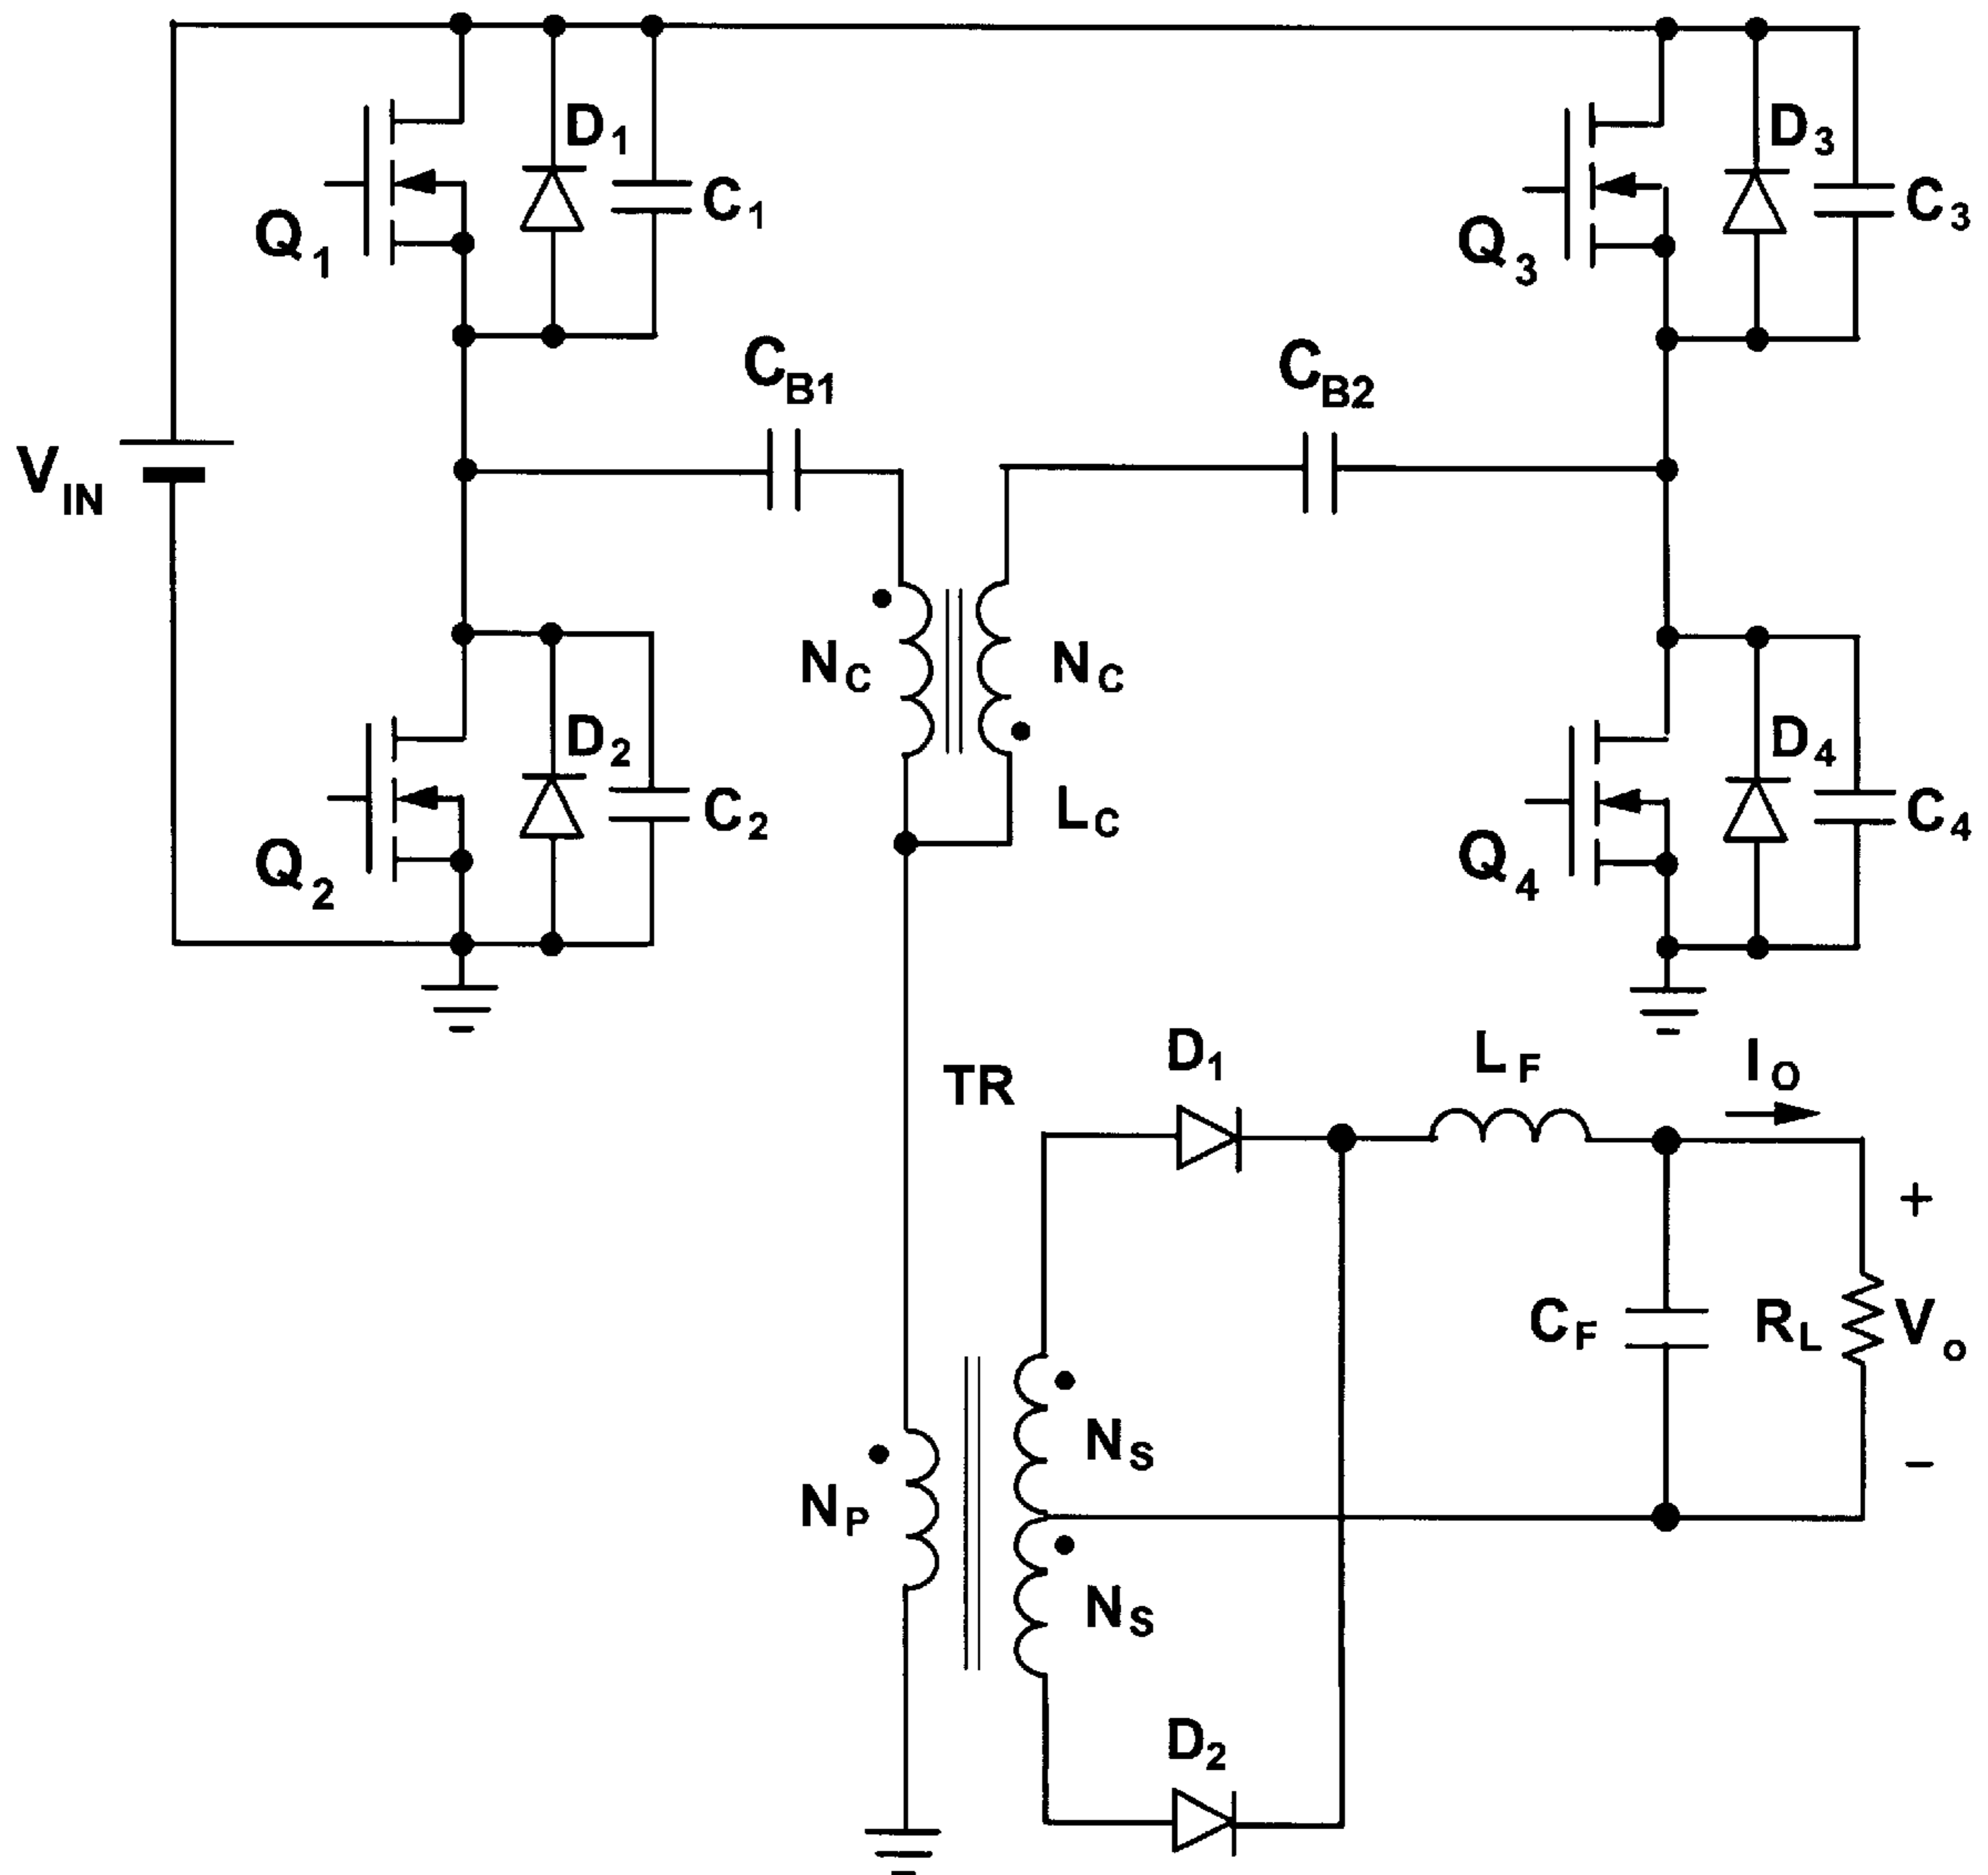 D1
C1
Q1
D3
C3
Q3
CB1
CB2
VIN
NC
NC
D2
C2
Q2
LC
D4
C4
Q4
TR
D1
LF
IO
+
CF
RL
Vo
NS
NP
−
NS
D2